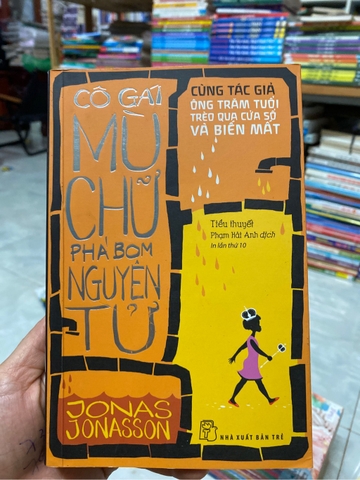 CÔ GÁI
MÙ
CHỮ
PHÁ BOM
NGUYÊN
TỬ
CÙNG TÁC GIẢ
ÔNG TRĂM TUỔI
TRÈO QUA CỬA SỔ
VÀ BIẾN MẤT
Tiểu thuyết
Phạm Hải Anh dịch
In lần thứ 10
JONAS
JONASSON
NHÀ XUẤT BẢN TRẺ